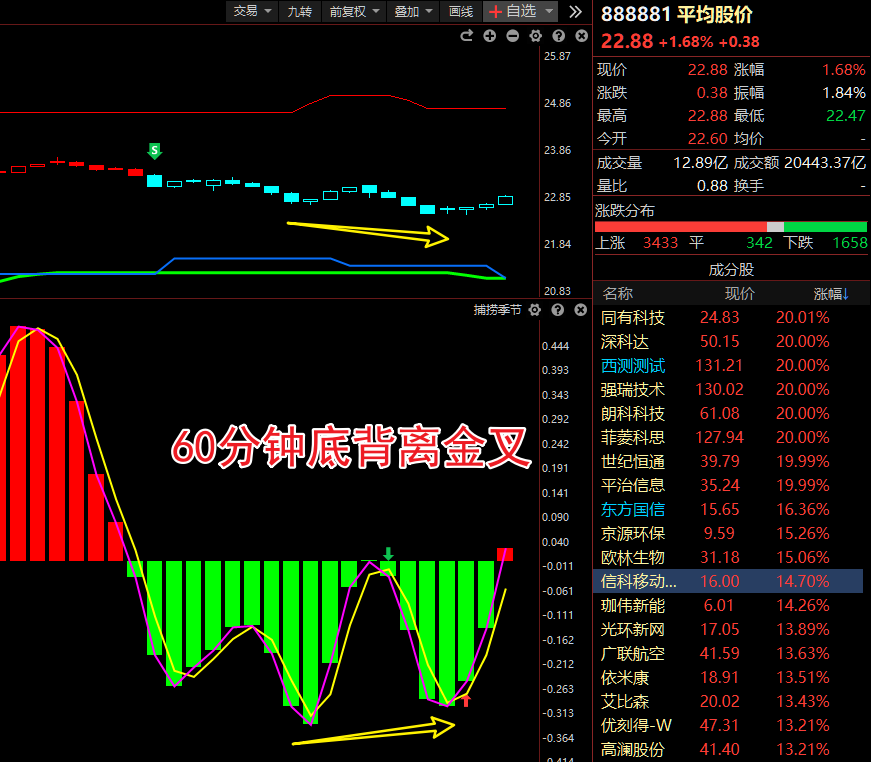 交易 九转 前复权 叠加 画线 +自选
888881 平均股价
22.88 +1.68% +0.38
现价 22.88 涨幅 1.68%
涨跌 0.38 振幅 1.84%
最高 22.88 最低 22.47
今开 22.60 均价 -
成交量 12.89亿 成交额 20443.37亿
量比 0.88 换手 -
涨跌分布
上涨 3433 平 342 下跌 1658
成分股
名称 现价 涨幅↓
同有科技 24.83 20.01%
深科达 50.15 20.00%
西测测试 131.21 20.00%
强瑞技术 130.02 20.00%
朗科科技 61.08 20.00%
菲菱科思 127.94 20.00%
世纪恒通 39.79 19.99%
平治信息 35.24 19.99%
东方国信 15.65 16.36%
京源环保 9.59 15.26%
欧林生物 31.18 15.06%
信科移动... 16.00 14.70%
珈伟新能 6.01 14.26%
光环新网 17.05 13.89%
广联航空 41.59 13.63%
依米康 18.91 13.51%
艾比森 20.02 13.43%
优刻得-W 47.31 13.21%
高澜股份 41.40 13.21%
25.87
24.86
23.86
22.85
21.84
20.83
S
捕捞季节
0.444
0.393
0.343
0.292
0.242
0.191
0.141
0.090
0.040
-0.011
-0.061
-0.111
-0.162
-0.212
-0.263
-0.313
-0.364
-0.414
60分钟底背离金叉